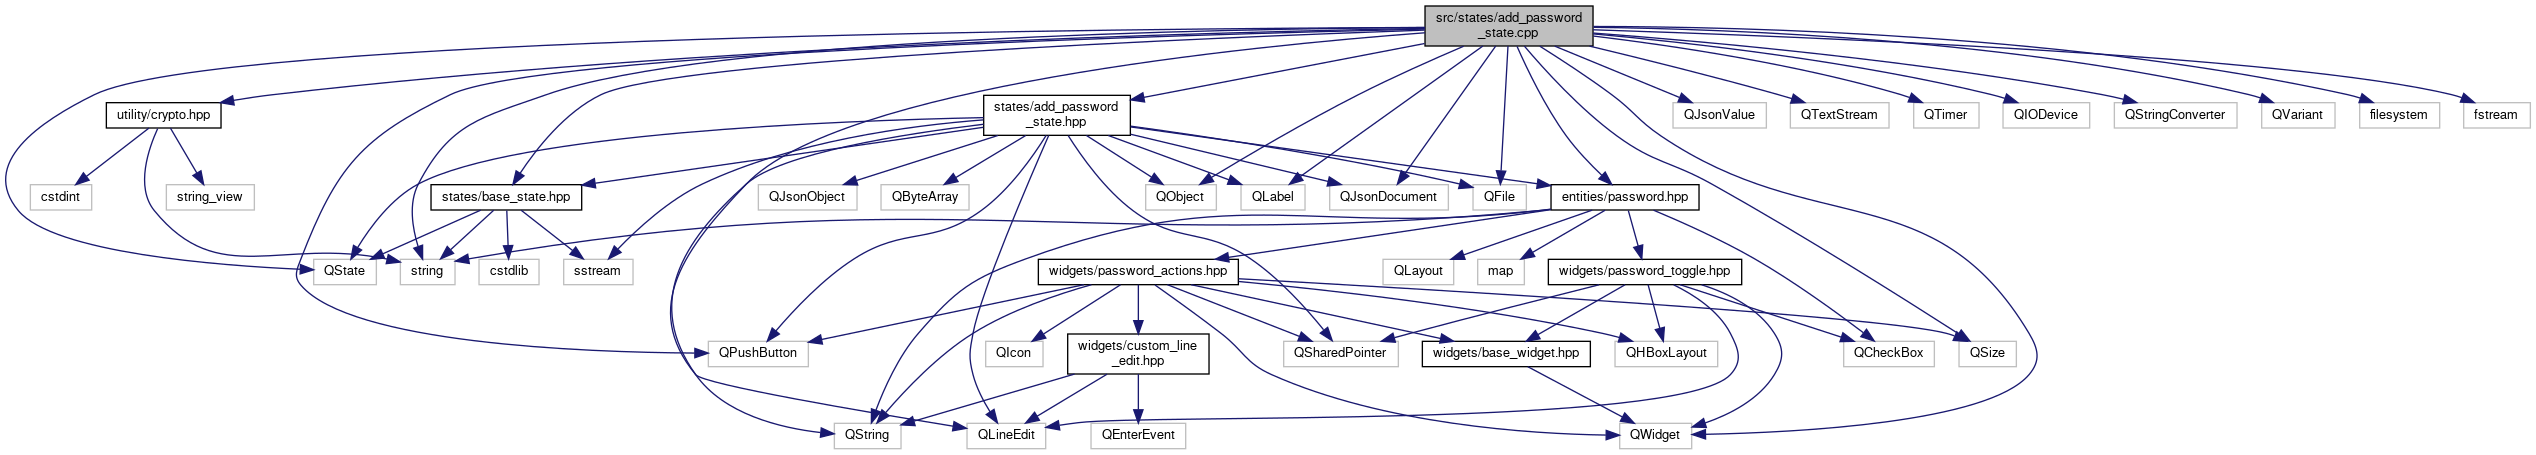 src/states/add_password
_state.cpp
utility/crypto.hpp
states/add_password
_state.hpp
QJsonValue
QTextStream
QTimer
QIODevice
QStringConverter
QVariant
filesystem
fstream
cstdint
string_view
states/base_state.hpp
QJsonObject
QByteArray
QObject
QLabel
QJsonDocument
QFile
entities/password.hpp
QState
string
cstdlib
sstream
widgets/password_actions.hpp
QLayout
map
widgets/password_toggle.hpp
QPushButton
QIcon
widgets/custom_line
_edit.hpp
QSharedPointer
widgets/base_widget.hpp
QHBoxLayout
QCheckBox
QSize
QString
QLineEdit
QEnterEvent
QWidget